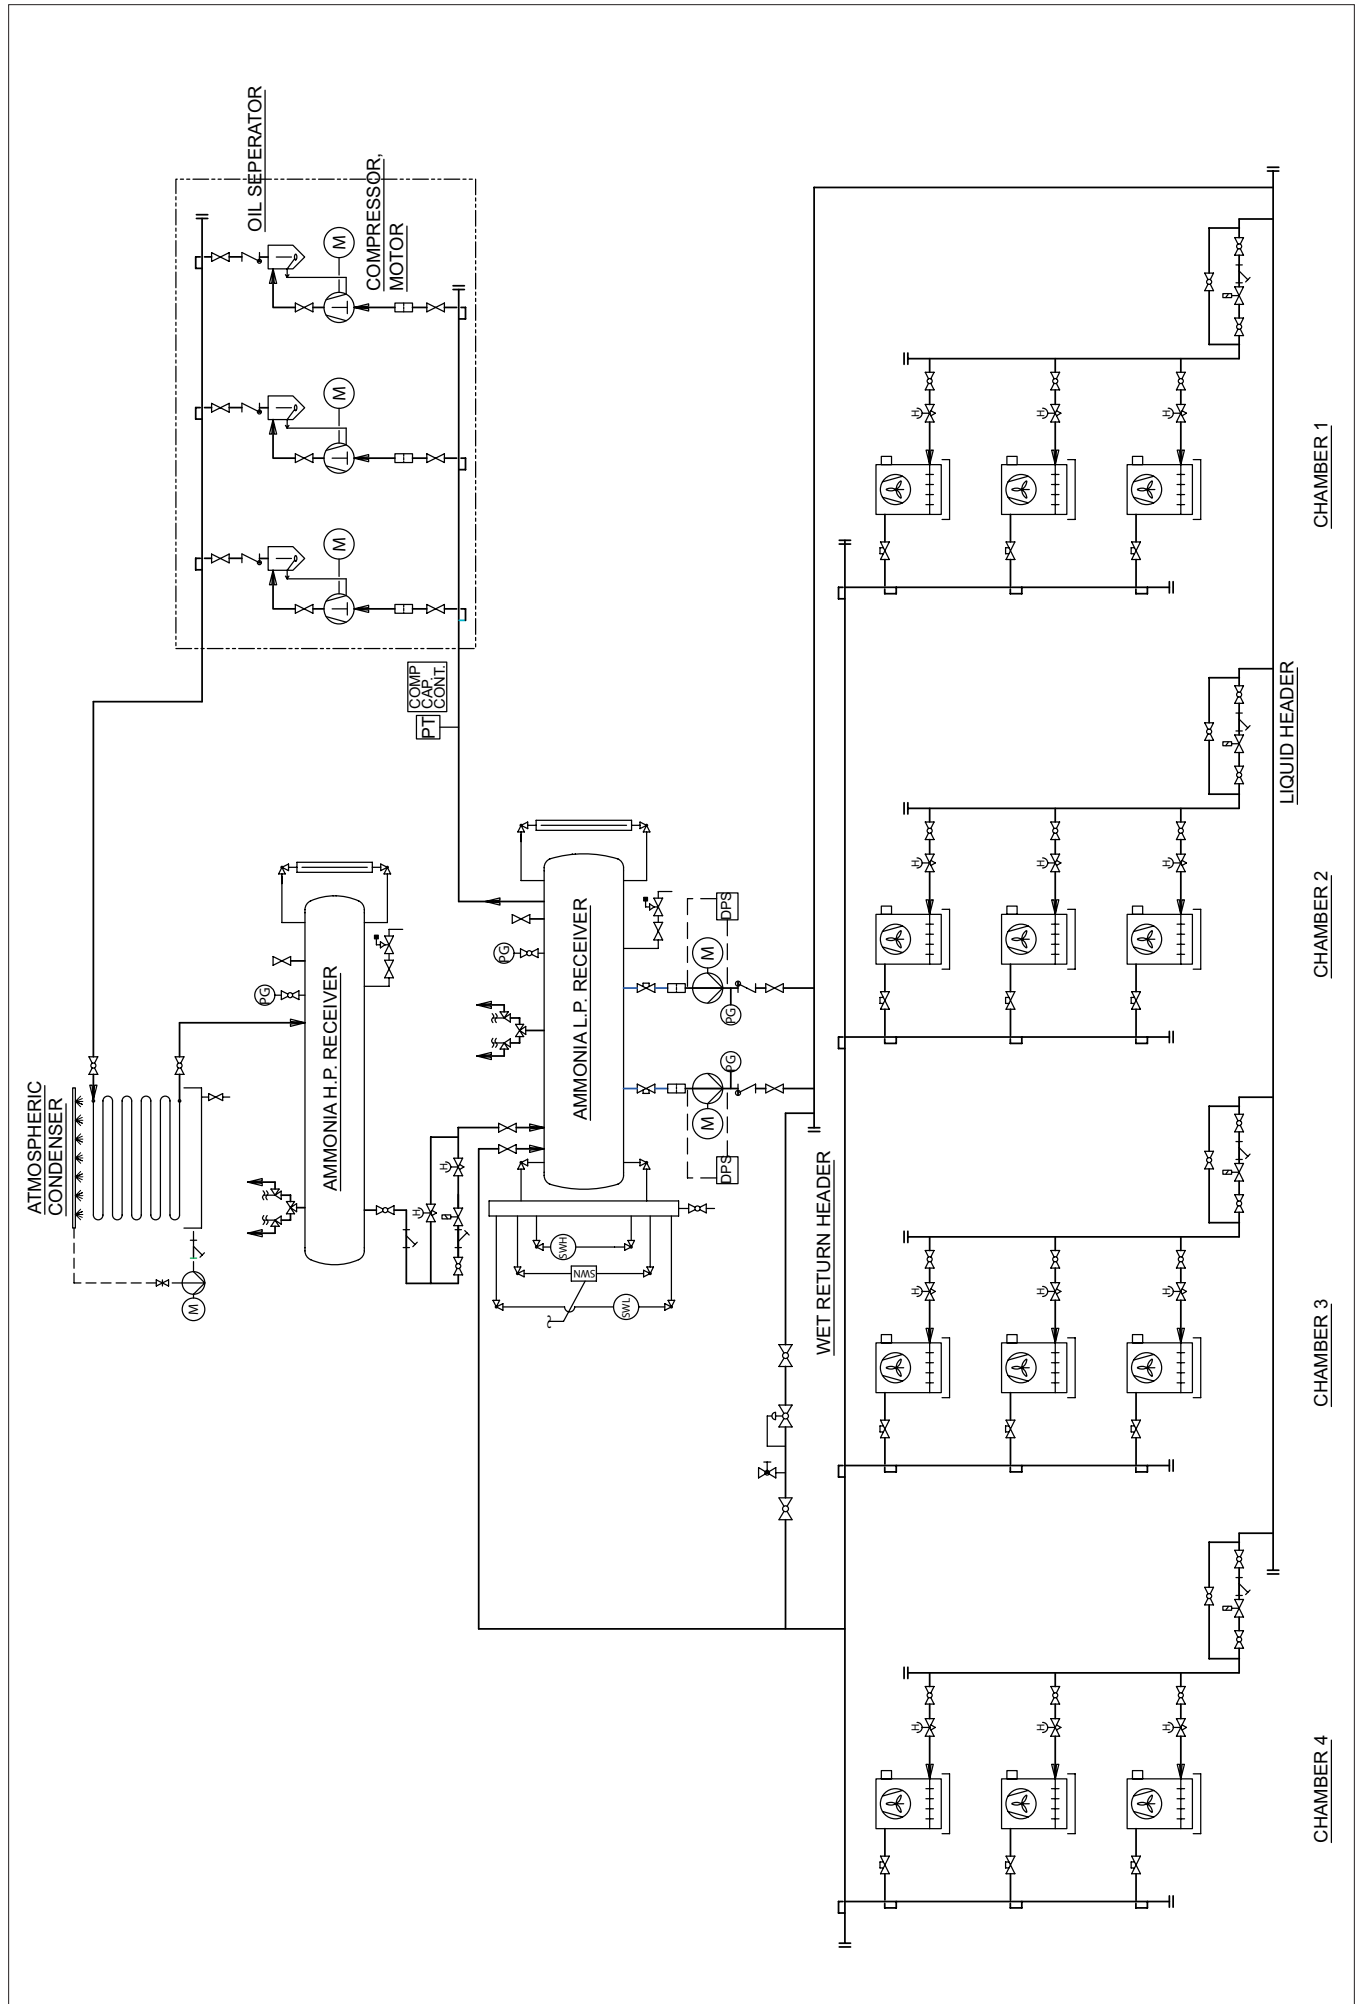 OIL SEPERATOR
COMPRESSOR,
MOTOR
M
M
M
COMP
CAP.
CONT.
PT
ATMOSPHERIC
CONDENSER
M
PG
AMMONIA H.P. RECEIVER
H
H
PG
AMMONIA L.P. RECEIVER
SWH
SWN
SWL
DPS
M
PG
DPS
M
PG
WET RETURN HEADER
LIQUID HEADER
H
H
H
CHAMBER 1
H
H
H
CHAMBER 2
H
H
H
CHAMBER 3
H
H
H
CHAMBER 4